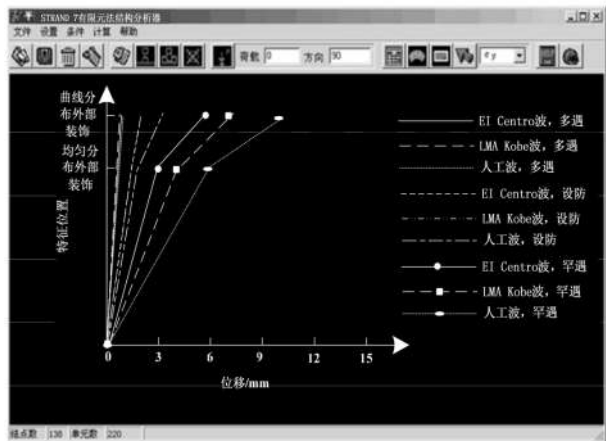 STRAND 7有限元法结构分析器
文件 设置 条件 计算 帮助
荷载 0 方向 90 e y
曲线分
布外部
装饰
均匀分
布外部
装饰
特征位置
EI Centro波, 多遇
LMA Kobe波, 多遇
人工波, 多遇
EI Centro波, 设防
LMA Kobe波, 设防
人工波, 设防
EI Centro波, 罕遇
LMA Kobe波, 罕遇
人工波, 罕遇
0 3 6 9 12 15
位移/mm
结点数 138 单元数 220